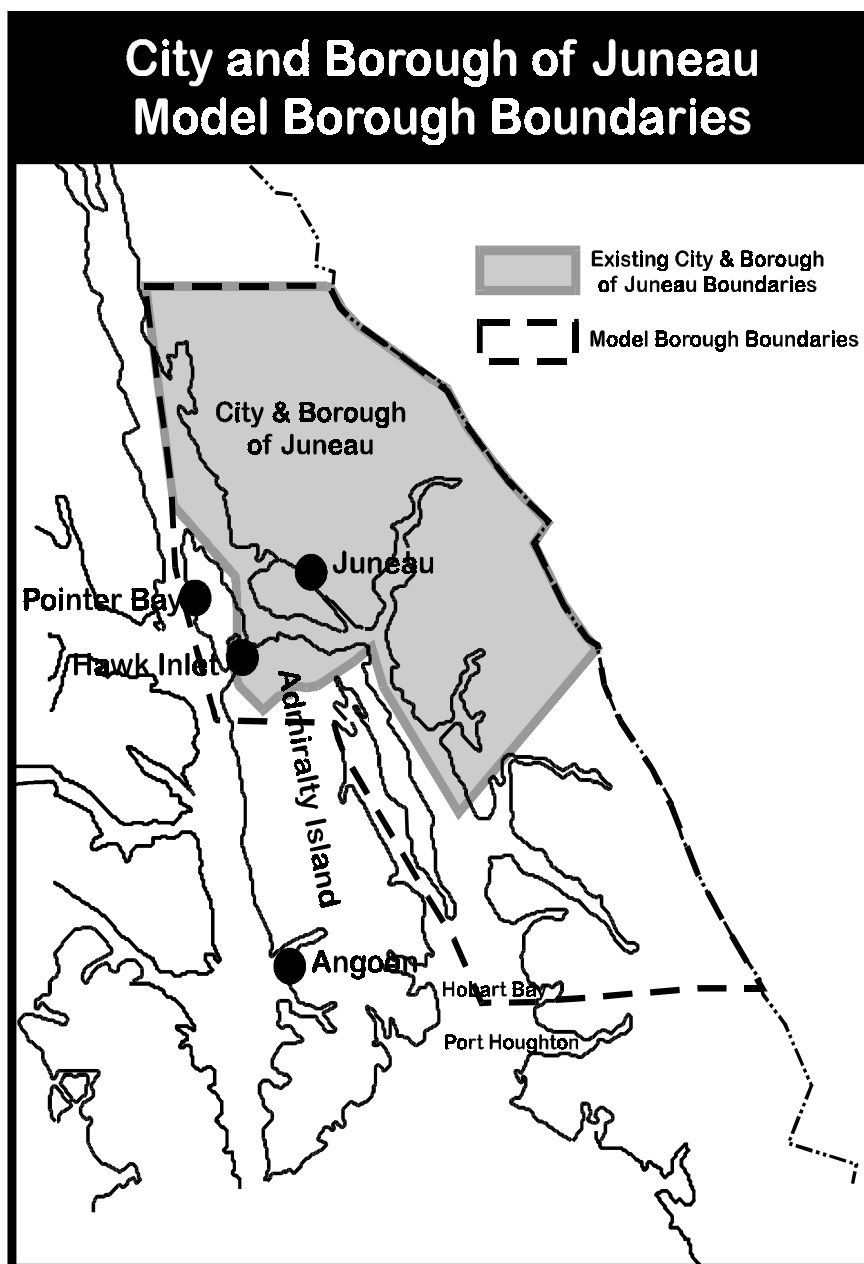 City and Borough of Juneau
Model Borough Boundaries
Existing City & Borough
of Juneau Boundaries
Model Borough Boundaries
City & Borough
of Juneau
Juneau
Pointer Bay
Hawk Inlet
Admiralty Island
Angoon
Hobart Bay
Port Houghton